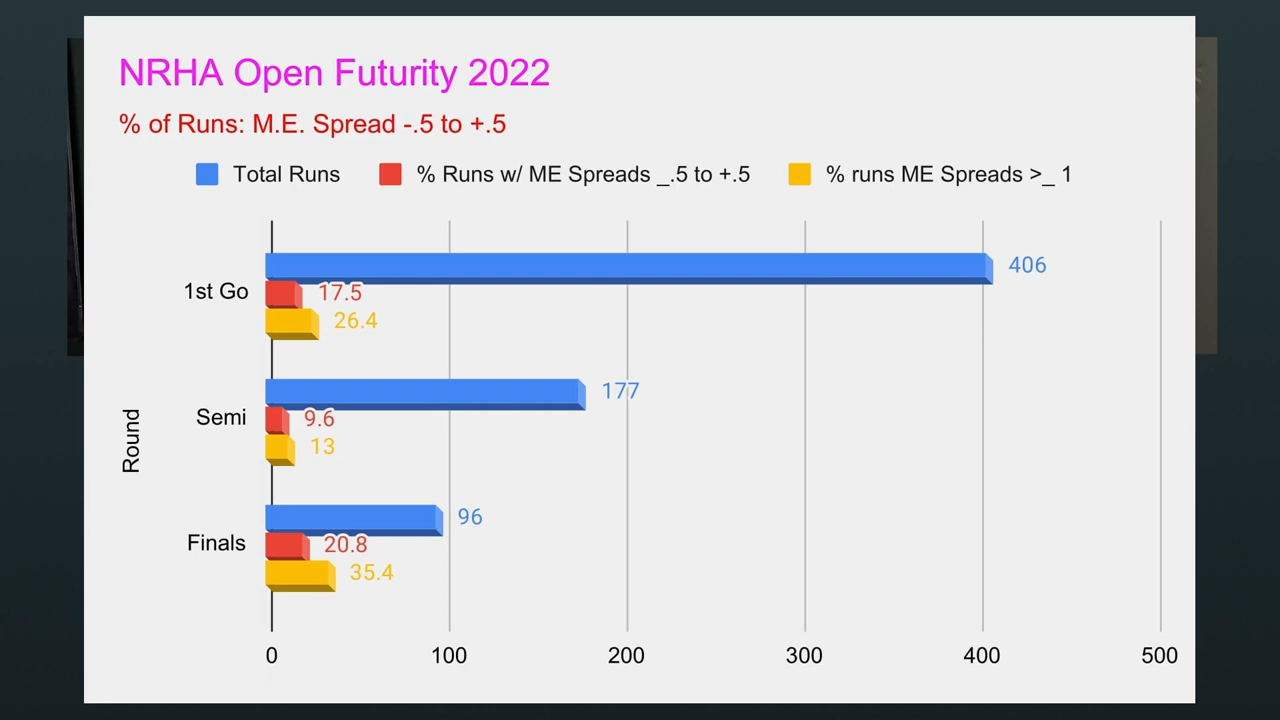 NRHA Open Futurity 2022
% of Runs: M.E. Spread -.5 to +.5
Total Runs
% Runs w/ ME Spreads _.5 to +.5
% runs ME Spreads >_ 1
406
1st Go
17.5
26.4
177
Semi
9.6
13
Round
96
Finals
20.8
35.4
0 100 200 300 400 500